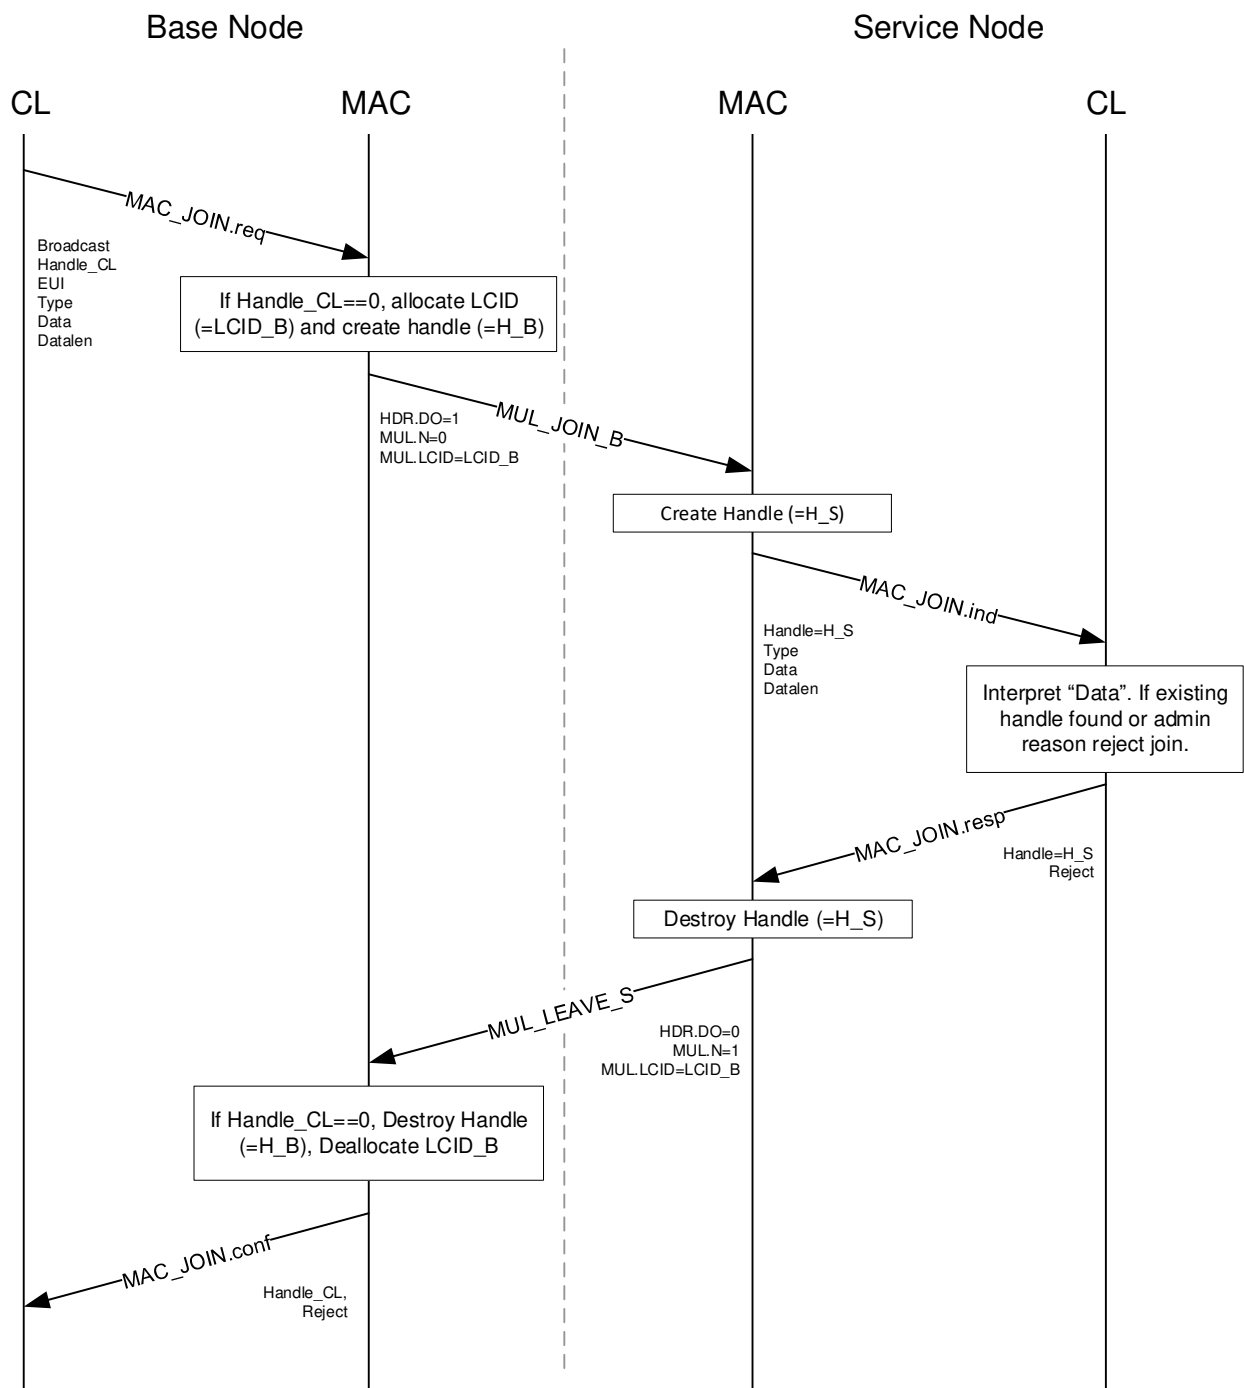 Base Node
Service Node
CL
MAC
MAC
CL
MAC_JOIN.req
Broadcast
Handle_CL
EUI
Type
Data
Datalen
If Handle_CL==0, allocate LCID
(=LCID_B) and create handle (=H_B)
MUL_JOIN_B
HDR.DO=1
MUL.N=0
MUL.LCID=LCID_B
Create Handle (=H_S)
MAC_JOIN.ind
Handle=H_S
Type
Data
Datalen
Interpret “Data”. If existing
handle found or admin
reason reject join.
MAC_JOIN.resp
Handle=H_S
Reject
Destroy Handle (=H_S)
MUL_LEAVE_S
HDR.DO=0
MUL.N=1
MUL.LCID=LCID_B
If Handle_CL==0, Destroy Handle
(=H_B), Deallocate LCID_B
MAC_JOIN.conf
Handle_CL,
Reject